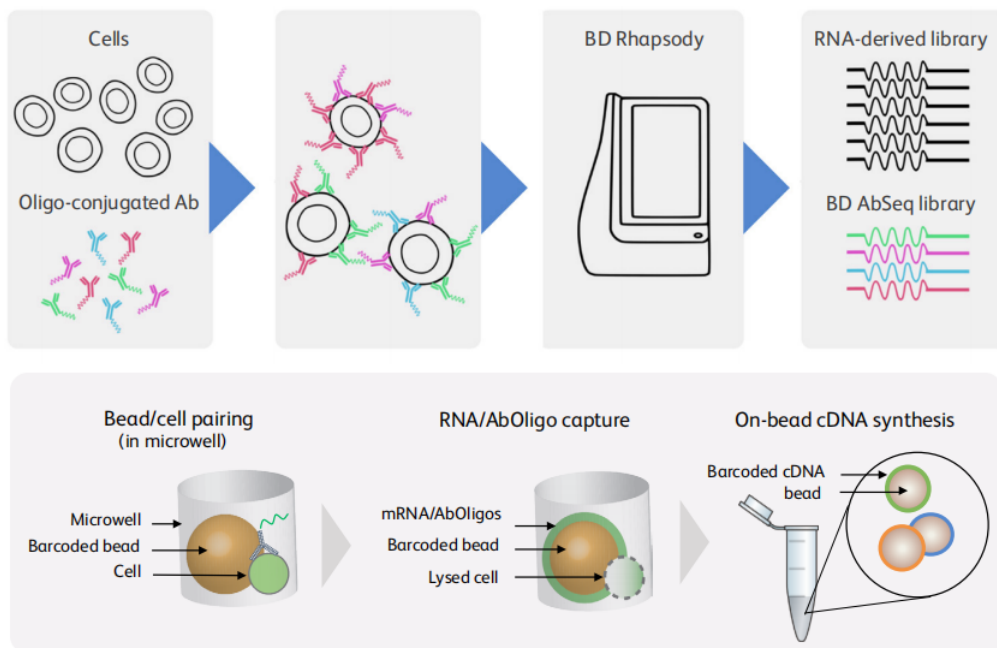 Cells
Oligo-conjugated Ab
BD Rhapsody
RNA-derived library
BD AbSeq library
Bead/cell pairing
(in microwell)
Microwell
Barcoded bead
Cell
RNA/AbOligo capture
mRNA/AbOligos
Barcoded bead
Lysed cell
On-bead cDNA synthesis
Barcoded cDNA
bead